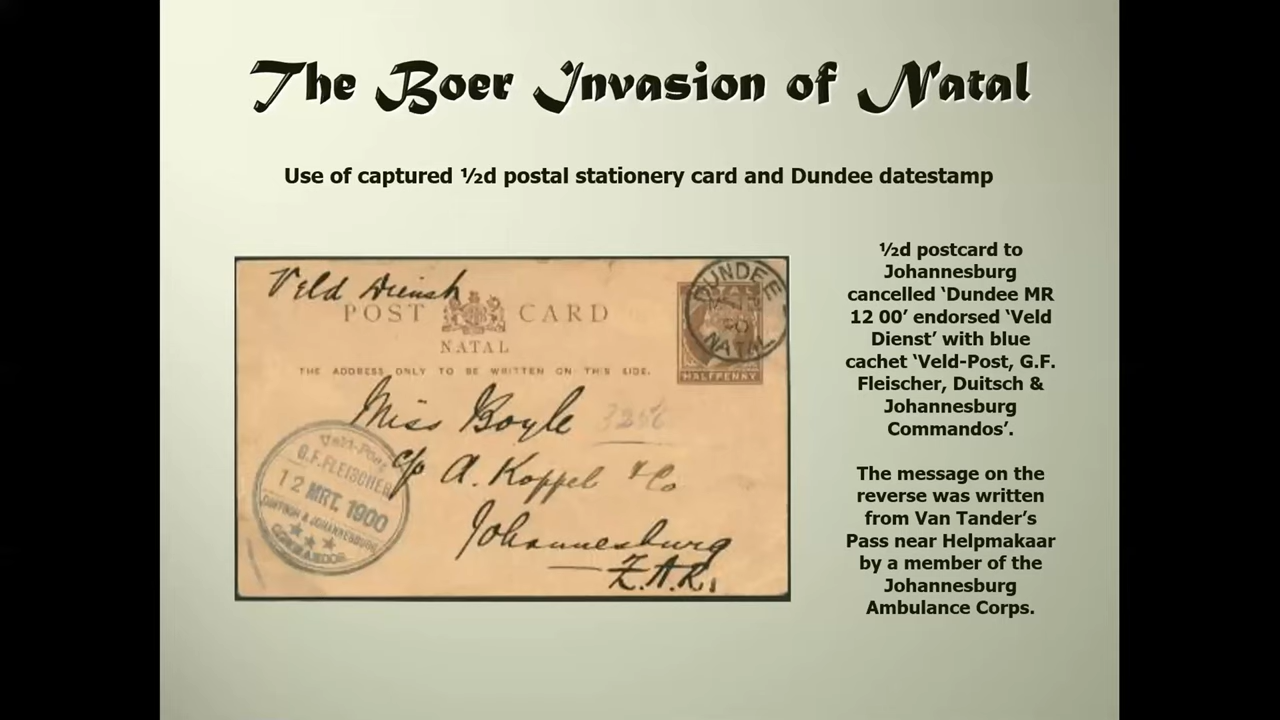 The Boer Invasion of Natal
Use of captured ½d postal stationery card and Dundee datestamp
½d postcard to
Johannesburg
cancelled ‘Dundee MR
12 00’ endorsed ‘Veld
Dienst’ with blue
cachet ‘Veld-Post, G.F.
Fleischer, Duitsch &
Johannesburg
Commandos’.
The message on the
reverse was written
from Van Tander’s
Pass near Helpmakaar
by a member of the
Johannesburg
Ambulance Corps.
Veld Dienst
POST CARD
NATAL
THE ADDRESS ONLY TO BE WRITTEN ON THIS SIDE.
DUNDEE
NATAL
HALFPENNY
Miss Boyle
c/o A. Koppel & Co
Johannesburg
Z.A.R.
Veld-Post
G.F. FLEISCHER
12 MRT. 1900
DUITSCH & JOHANNESBURG
COMMANDOS